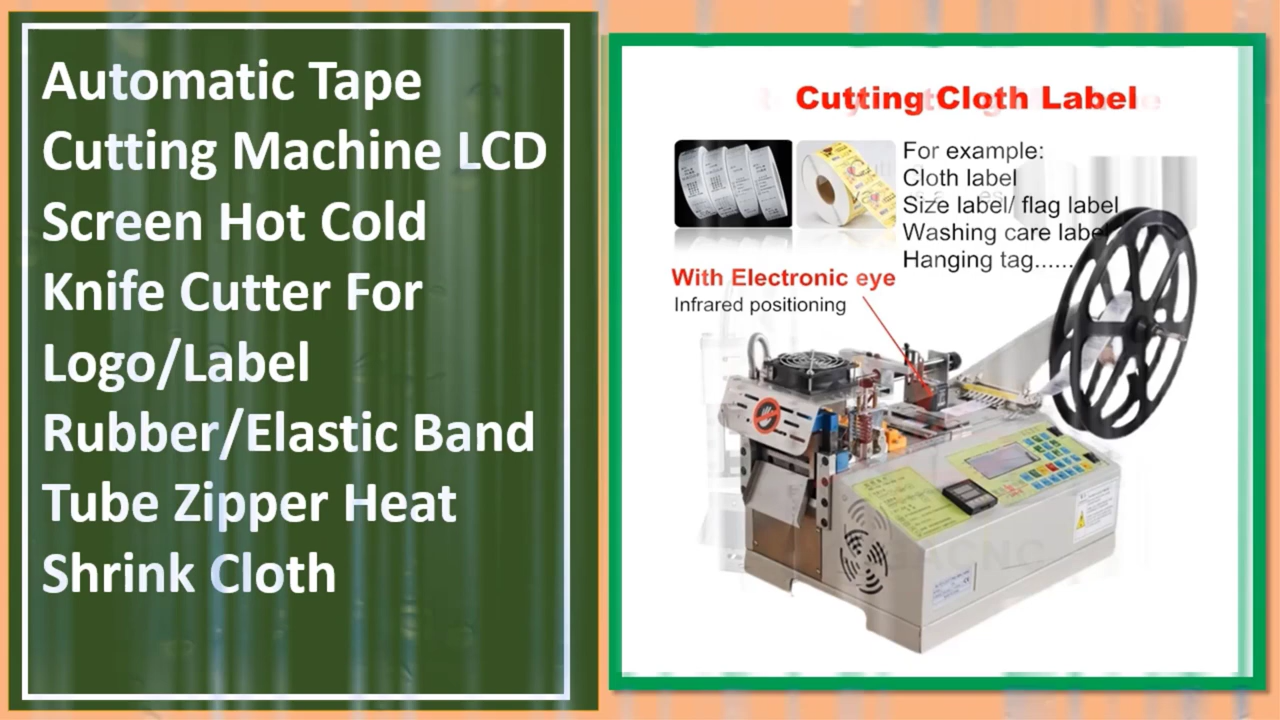 Automatic Tape
Cutting Machine LCD
Screen Hot Cold
Knife Cutter For
Logo/Label
Rubber/Elastic Band
Tube Zipper Heat
Shrink Cloth
Cutting Cloth Label
For example:
Cloth label
Size label/ flag label
Washing care label
Hanging tag......
With Electronic eye
Infrared positioning